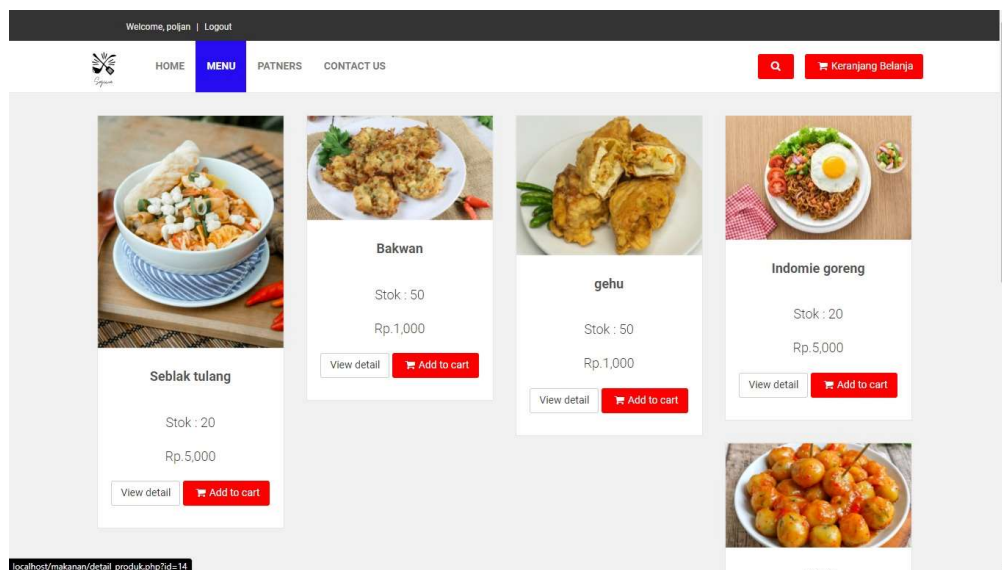 Welcome, poljan | Logout
HOME MENU PATNERS CONTACT US
Keranjang Belanja
Seblak tulang
Stok : 20
Rp.5,000
View detail Add to cart
Bakwan
Stok : 50
Rp.1,000
View detail Add to cart
gehu
Stok : 50
Rp.1,000
View detail Add to cart
Indomie goreng
Stok : 20
Rp.5,000
View detail Add to cart
localhost/makanan/detail_produk.php?id=14